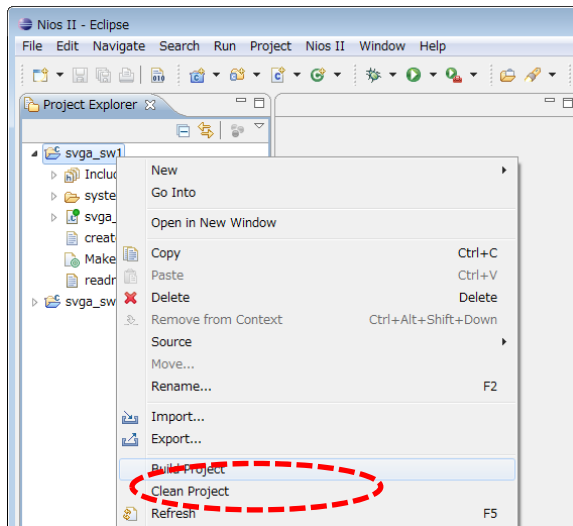 Nios II - Eclipse
File Edit Navigate Search Run Project Nios II Window Help
Project Explorer
svga_sw1
Includ
syste
svga_
creat
Make
readr
svga_sw
New
Go Into
Open in New Window
Copy Ctrl+C
Paste Ctrl+V
Delete Delete
Remove from Context Ctrl+Alt+Shift+Down
Source
Move...
Rename... F2
Import...
Export...
Build Project
Clean Project
Refresh F5